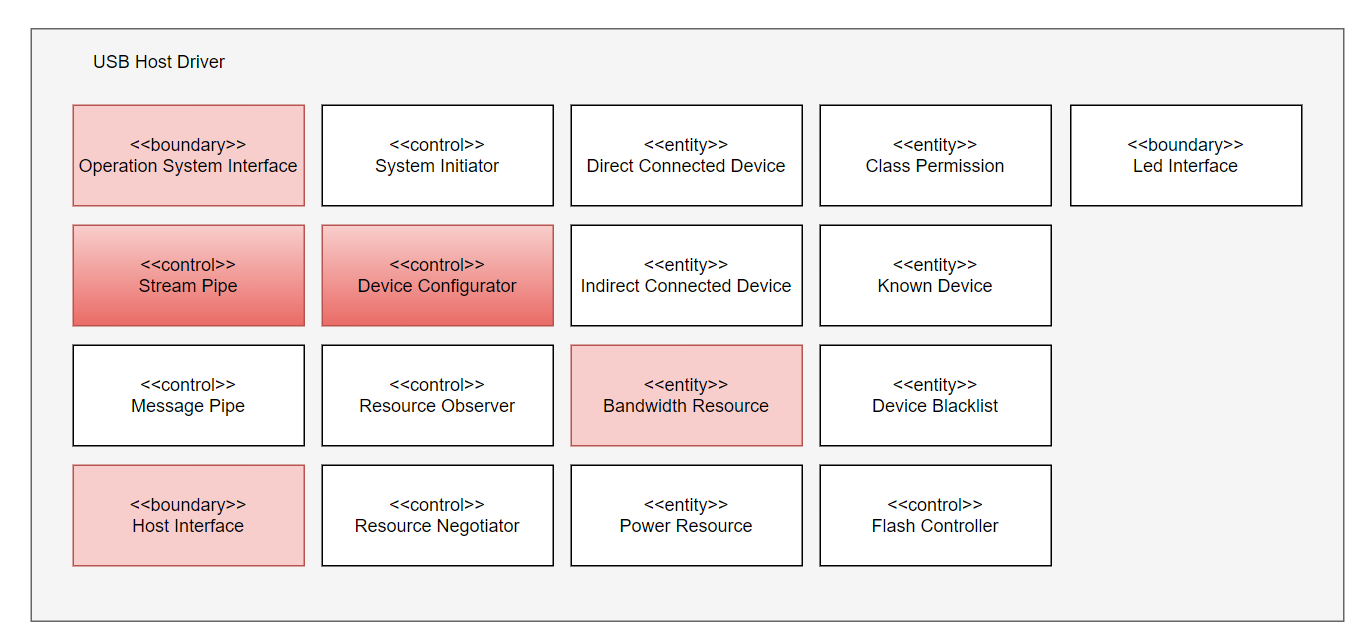 USB Host Driver
<<boundary>>
Operation System Interface
<<control>>
System Initiator
<<entity>>
Direct Connected Device
<<entity>>
Class Permission
<<boundary>>
Led Interface
<<control>>
Stream Pipe
<<control>>
Device Configurator
<<entity>>
Indirect Connected Device
<<entity>>
Known Device
<<control>>
Message Pipe
<<control>>
Resource Observer
<<entity>>
Bandwidth Resource
<<entity>>
Device Blacklist
<<boundary>>
Host Interface
<<control>>
Resource Negotiator
<<entity>>
Power Resource
<<control>>
Flash Controller